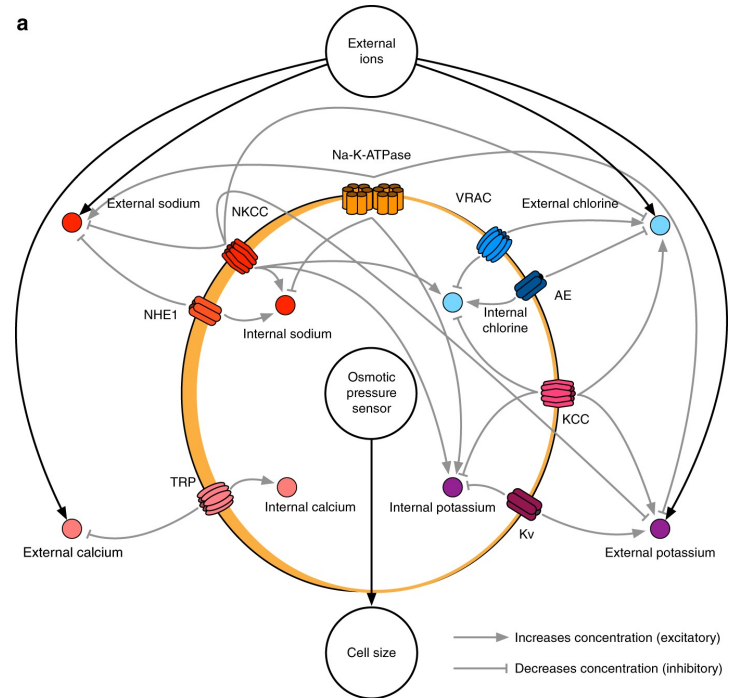 a
External
ions
Na-K-ATPase
External sodium
NKCC
VRAC
External chlorine
NHE1
Internal sodium
Internal
chlorine
AE
Osmotic
pressure
sensor
KCC
TRP
Internal calcium
Internal potassium
Kv
External calcium
External potassium
Cell size
Increases concentration (excitatory)
Decreases concentration (inhibitory)